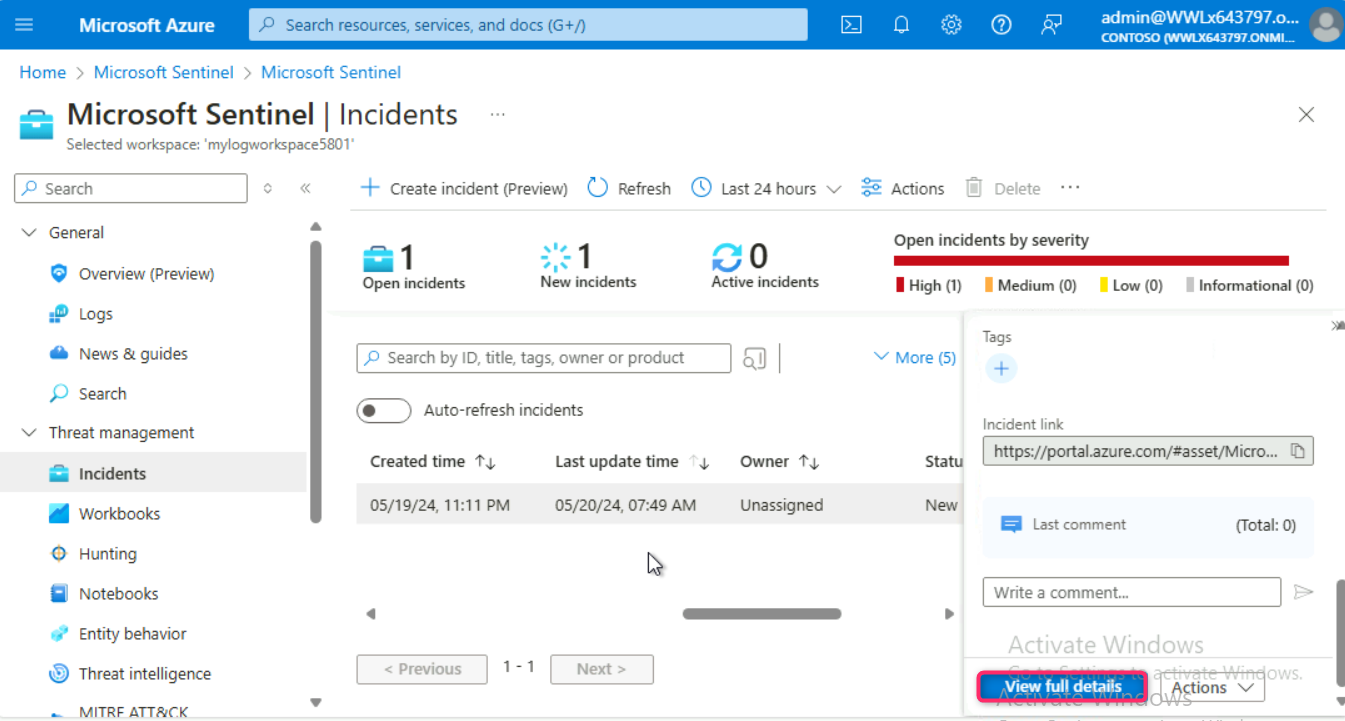 Microsoft Azure
Search resources, services, and docs (G+/)
admin@WWLx643797.o...
CONTOSO (WWLX643797.ONMI...
Home > Microsoft Sentinel > Microsoft Sentinel
Microsoft Sentinel | Incidents ...
Selected workspace: 'mylogworkspace5801'
Search
Create incident (Preview) Refresh Last 24 hours Actions Delete ...
General
Overview (Preview)
Logs
News & guides
Search
Threat management
Incidents
Workbooks
Hunting
Notebooks
Entity behavior
Threat intelligence
MITRE ATT&CK
1
Open incidents
1
New incidents
0
Active incidents
Open incidents by severity
High (1) Medium (0) Low (0) Informational (0)
Search by ID, title, tags, owner or product
More (5)
Auto-refresh incidents
Created time Last update time Owner Statu
05/19/24, 11:11 PM 05/20/24, 07:49 AM Unassigned New
< Previous 1 - 1 Next >
Tags
Incident link
https://portal.azure.com/#asset/Micro...
Last comment (Total: 0)
Write a comment...
Activate Windows
Go to Settings to activate Windows.
View full details Actions
Activate Windows